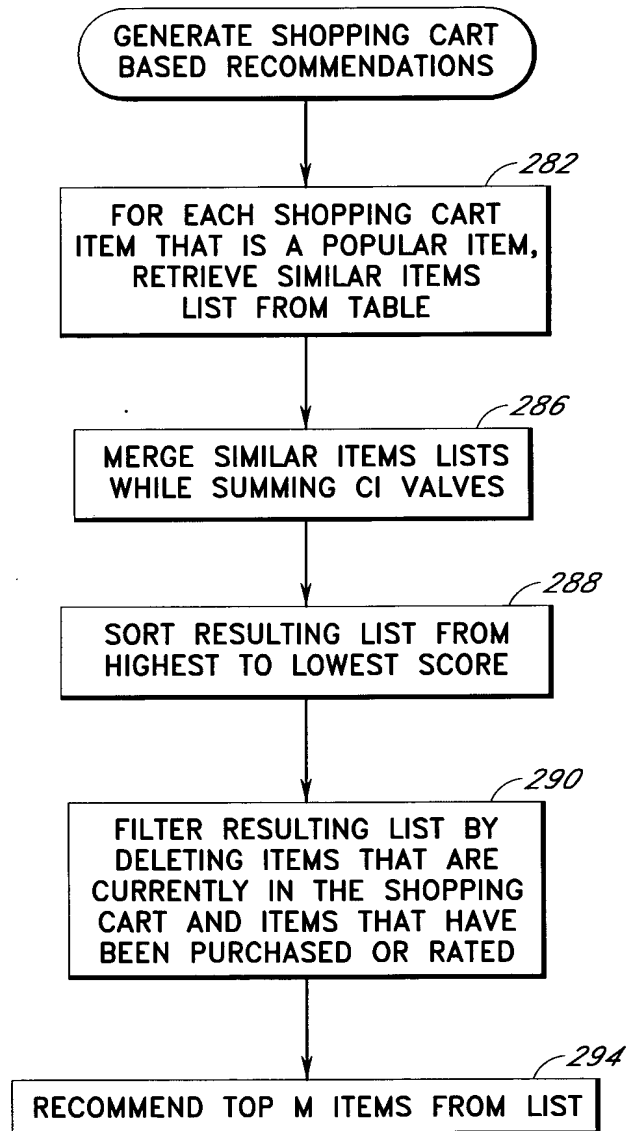 GENERATE SHOPPING CART
BASED RECOMMENDATIONS
282
FOR EACH SHOPPING CART
ITEM THAT IS A POPULAR ITEM,
RETRIEVE SIMILAR ITEMS
LIST FROM TABLE
286
MERGE SIMILAR ITEMS LISTS
WHILE SUMMING CI VALVES
288
SORT RESULTING LIST FROM
HIGHEST TO LOWEST SCORE
290
FILTER RESULTING LIST BY
DELETING ITEMS THAT ARE
CURRENTLY IN THE SHOPPING
CART AND ITEMS THAT HAVE
BEEN PURCHASED OR RATED
294
RECOMMEND TOP M ITEMS FROM LIST